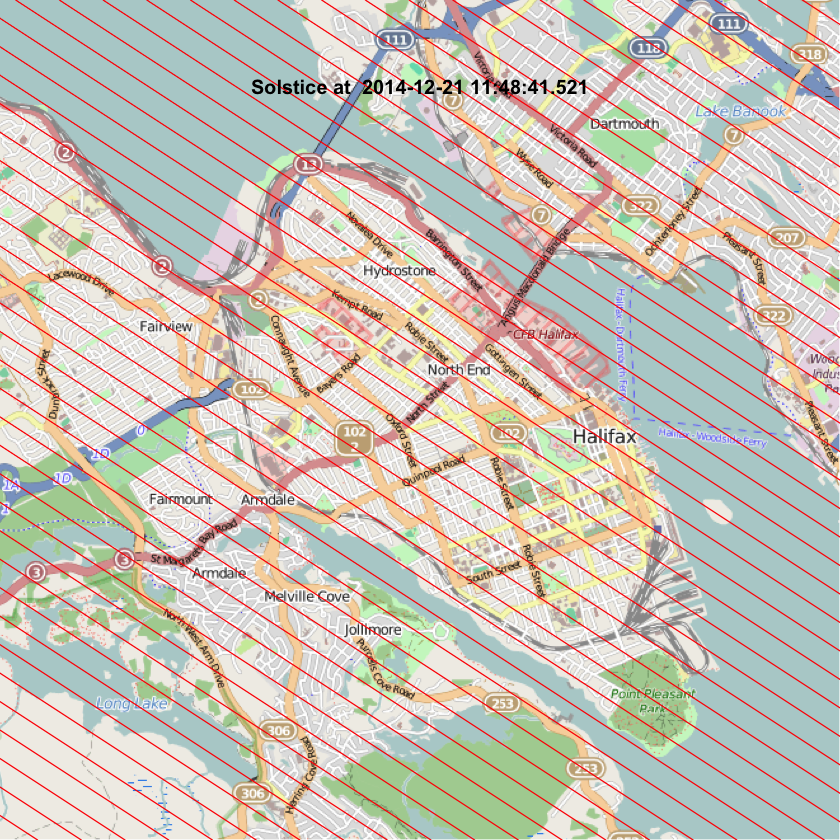 111
111
118
318
Victoria Road
Solstice at 2014-12-21 11:48:41.521
7
Lake Banook
Dartmouth
Victoria Road
7
2
13
Wyse Road
322
7
Novalea Drive
Ochterloney Street
Barrington Street
Pleasant Street
207
Angus Macdonald Bridge
2
Hydrostone
Lacewood Drive
2
Kempt Road
Halifax - Dartmouth Ferry
322
Fairview
Connaught Avenue
Robie Street
CFB Halifax
Gottingen Street
Bayers Road
North End
Dunbrack Street
102
North Street
Pleasant Street
Oxford Street
102
2
102
Halifax
Halifax - Woodside Ferry
0
1D
1D
1A
1
Quinpool Road
Robie Street
Fairmount
Armdale
St Margarets Bay Road
3
3
Armdale
South Street
Robie Street
Melville Cove
North West Arm Drive
Jollimore
Purcells Cove Road
Point Pleasant
Park
Long Lake
253
306
Herring Cove Road
253
306